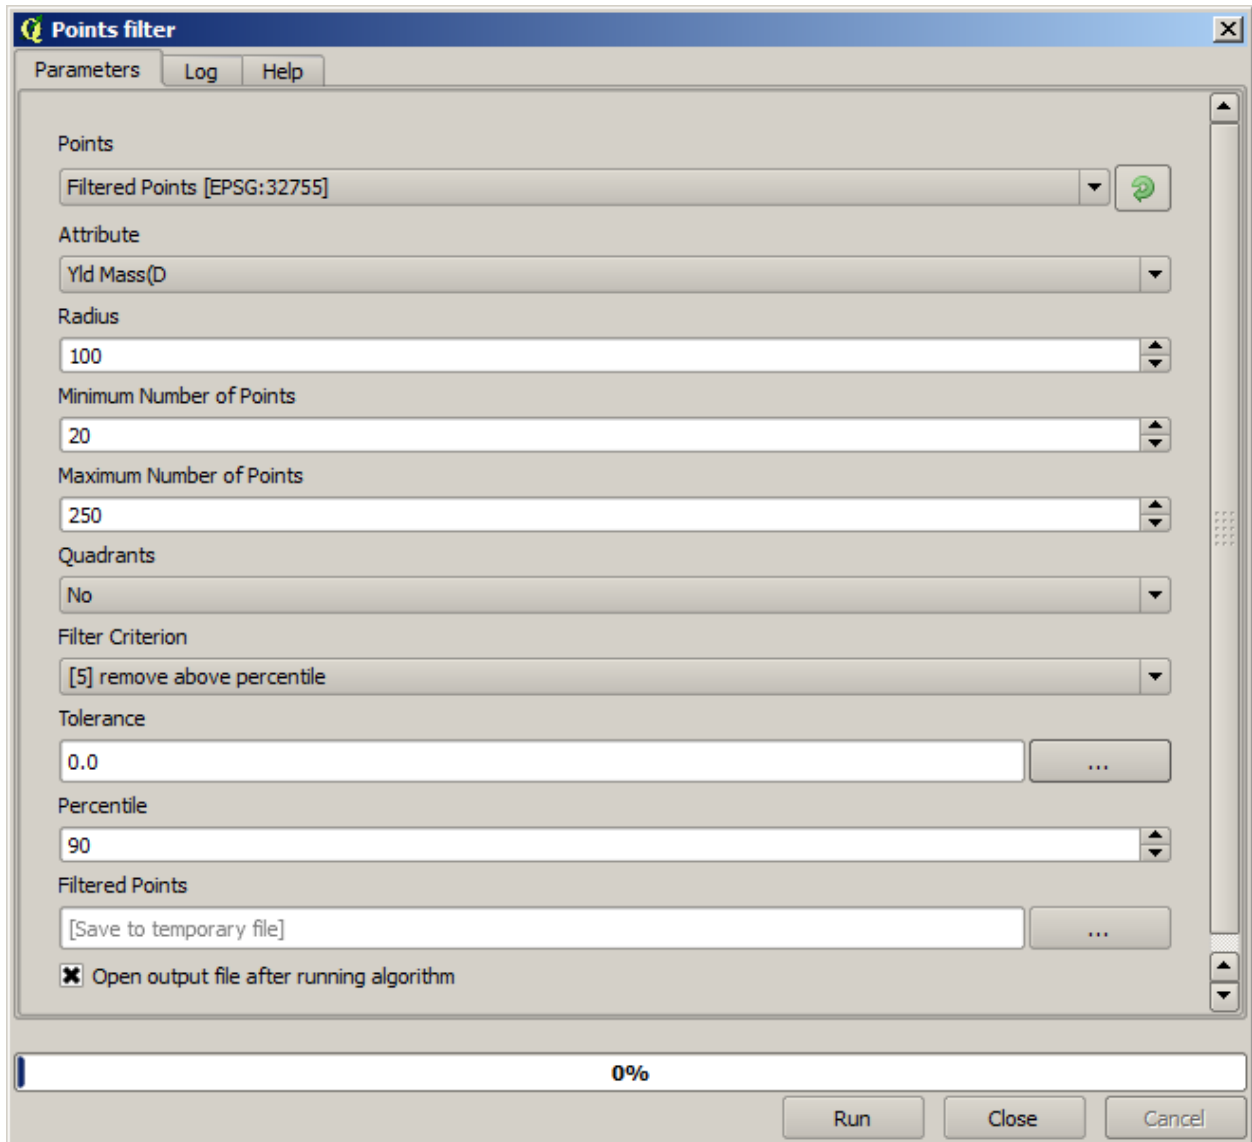 Points filter
Parameters Log Help
Points
Filtered Points [EPSG:32755]
Attribute
Yld Mass(D
Radius
100
Minimum Number of Points
20
Maximum Number of Points
250
Quadrants
No
Filter Criterion
[5] remove above percentile
Tolerance
0.0 ...
Percentile
90
Filtered Points
[Save to temporary file] ...
Open output file after running algorithm
0%
Run Close Cancel